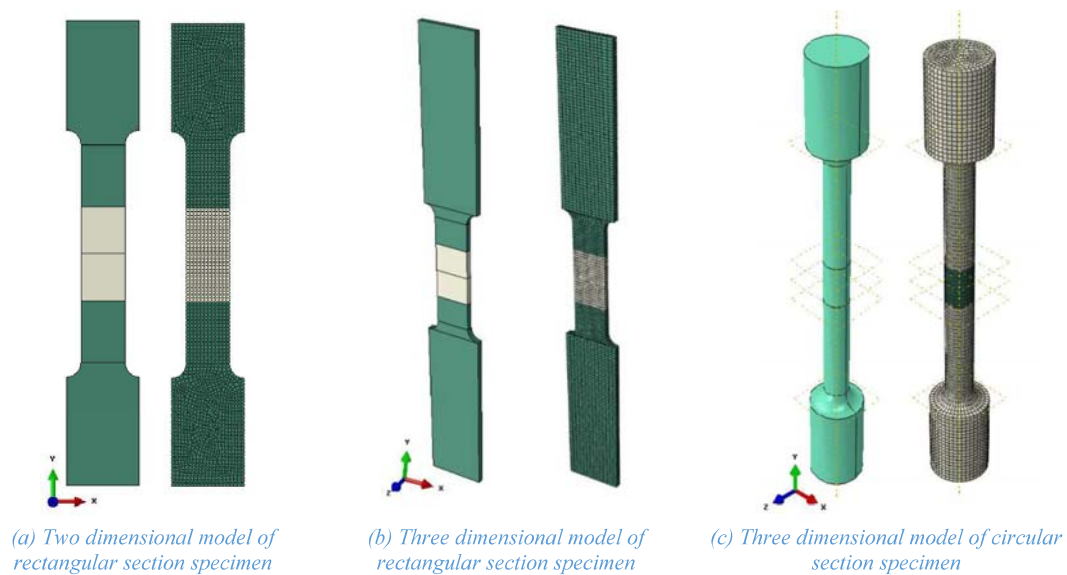 Y
X
Y
Z
X
Y
Z
X
(a) Two dimensional model of
rectangular section specimen
(b) Three dimensional model of
rectangular section specimen
(c) Three dimensional model of circular
section specimen